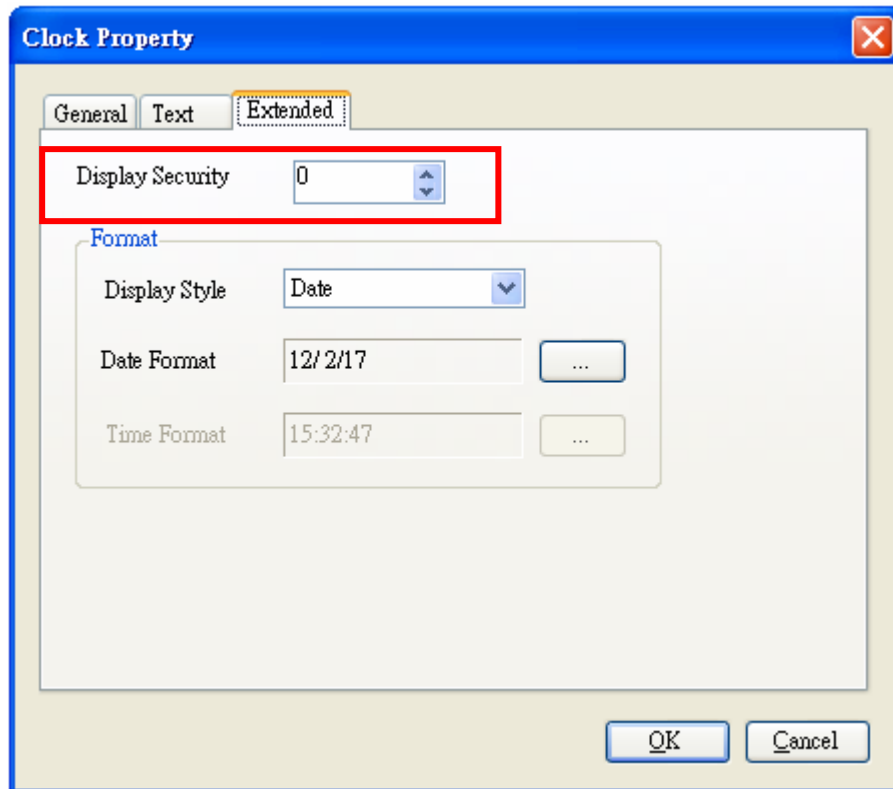 Clock Property
General Text Extended
Display Security 0
Format
Display Style Date
Date Format 12/ 2/17 ...
Time Format 15:32:47 ...
OK Cancel